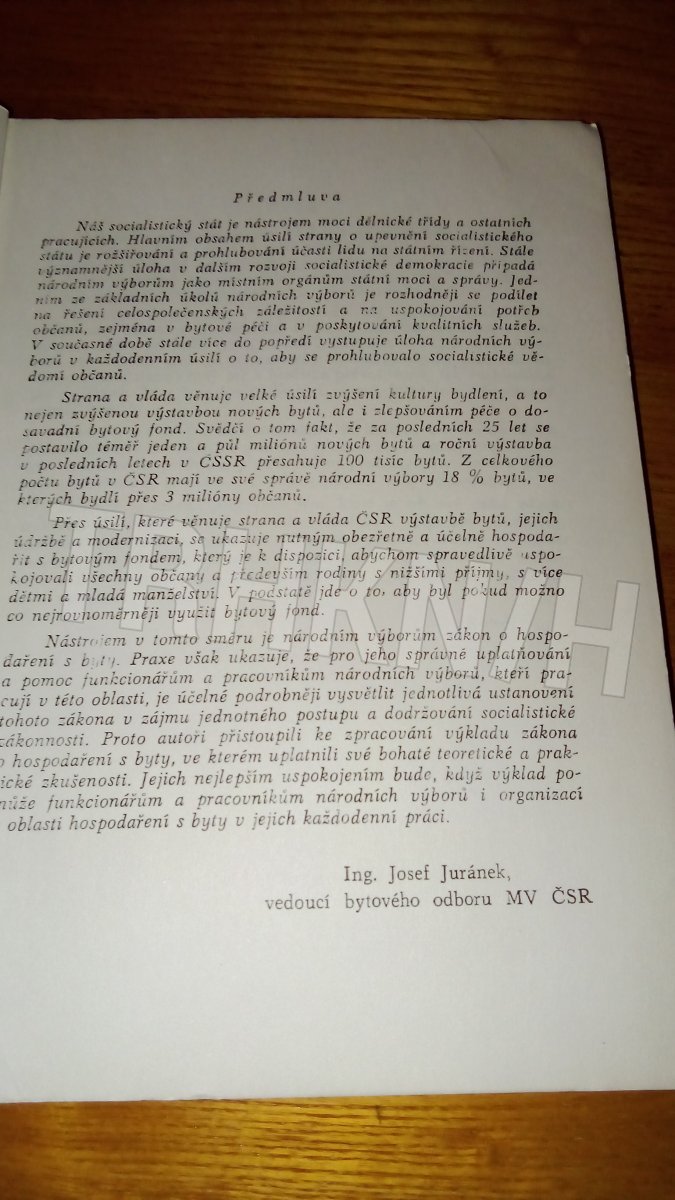 Předmluva
Náš socialistický stát je nástrojem moci dělnické třídy a ostatních
pracujících. Hlavním obsahem úsilí strany o upevnění socialistického
státu je rozšiřování a prohlubování účasti lidu na státním řízení. Stále
významnější úloha v dalším rozvoji socialistické demokracie připadá
národním výborům jako místním orgánům státní moci a správy. Jed-
ním ze základních úkolů národních výborů je rozhodněji se podílet
na řešení celospolečenských záležitostí a na uspokojování potřeb
občanů, zejména v bytové péči a v poskytování kvalitních služeb.
V současné době stále více do popředí vystupuje úloha národních vý-
borů v každodenním úsilí o to, aby se prohlubovalo socialistické vě-
domí občanů.
Strana a vláda věnuje velké úsilí zvýšení kultury bydlení, a to
nejen zvýšenou výstavbou nových bytů, ale i zlepšováním péče o do-
savadní bytový fond. Svědčí o tom fakt, že za posledních 25 let se
postavilo téměř jeden a půl miliónů nových bytů a roční výstavba
v posledních letech v ČSSR přesahuje 100 tisíc bytů. Z celkového
počtu bytů v ČSR mají ve své správě národní výbory 18 % bytů, ve
kterých bydlí přes 3 milióny občanů.
Přes úsilí, které věnuje strana a vláda ČSR výstavbě bytů, jejich
údržbě a modernizaci, se ukazuje nutným obezřetně a účelně hospoda-
řit s bytovým fondem, který je k dispozici, abychom spravedlivě uspo-
kojovali všechny občany a především rodiny s nižšími příjmy, s více
dětmi a mladá manželství. V podstatě jde o to, aby byl pokud možno
co nejrovnoměrněji využit bytový fond.
Nástrojem v tomto směru je národním výborům zákon o hospo-
daření s byty. Praxe však ukazuje, že pro jeho správné uplatňování
a pomoc funkcionářům a pracovníkům národních výborů, kteří pra-
cují v této oblasti, je účelné podrobněji vysvětlit jednotlivá ustanovení
tohoto zákona v zájmu jednotného postupu a dodržování socialistické
zákonnosti. Proto autoři přistoupili ke zpracování výkladu zákona
o hospodaření s byty, ve kterém uplatnili své bohaté teoretické a prak-
tické zkušenosti. Jejich nejlepším uspokojením bude, když výklad po-
může funkcionářům a pracovníkům národních výborů i organizací
oblasti hospodaření s byty v jejich každodenní práci.
Ing. Josef Juránek,
vedoucí bytového odboru MV ČSR